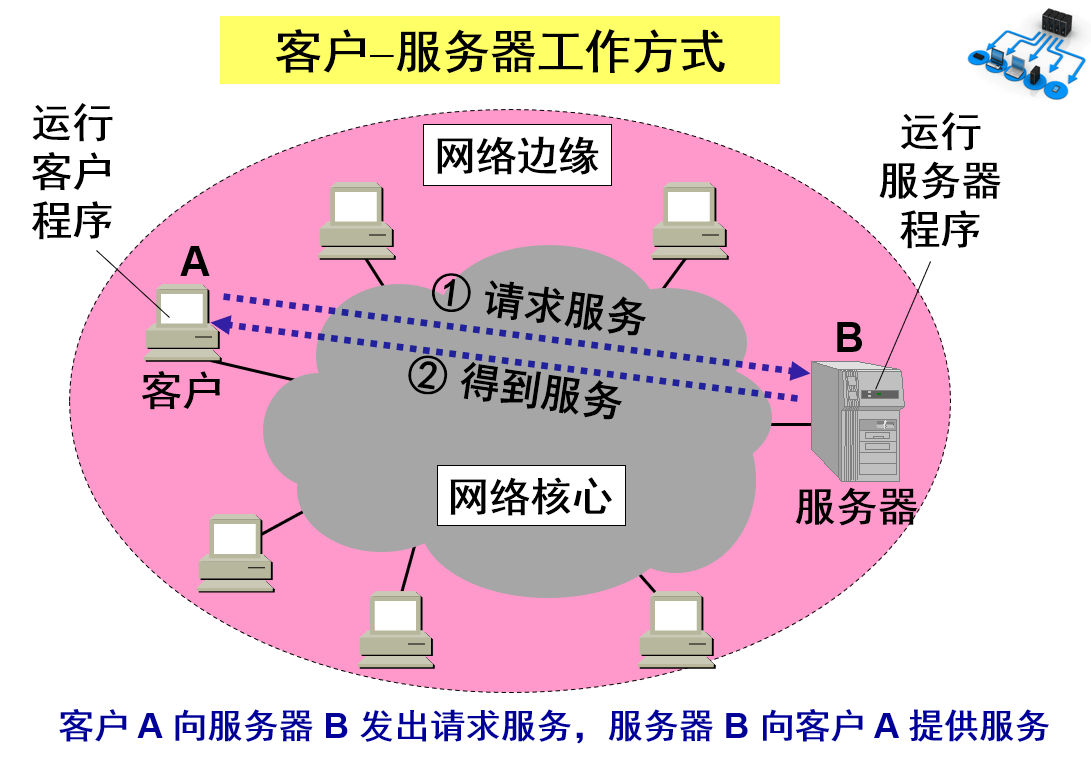 客户–服务器工作方式
运行
客户
程序
网络边缘
运行
服务器
程序
A
① 请求服务
B
② 得到服务
客户
网络核心
服务器
客户 A 向服务器 B 发出请求服务，服务器 B 向客户 A 提供服务